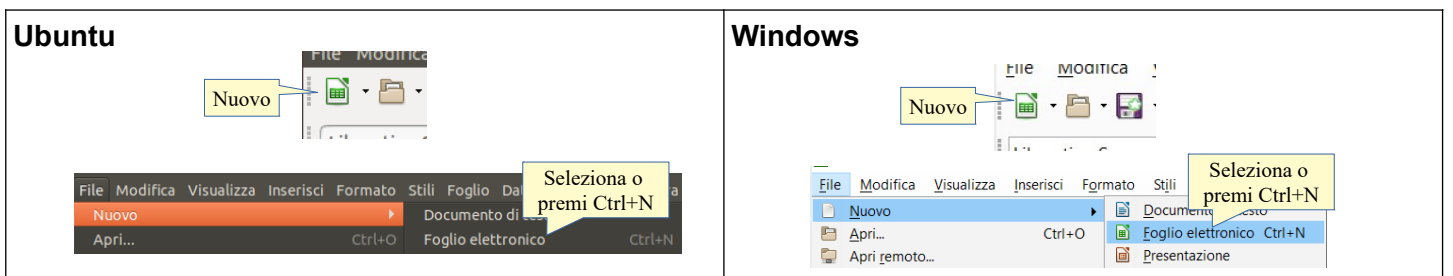 Ubuntu
File Modifica
Nuovo
File Modifica Visualizza Inserisci Formato Stili Foglio
Seleziona o
premi Ctrl+N
Nuovo
Documento di
Apri... Ctrl+O
Foglio elettronico Ctrl+N
Windows
File Modifica
Nuovo
File Modifica Visualizza Inserisci Formato Stili
Seleziona o
premi Ctrl+N
Nuovo
Apri... Ctrl+O
Foglio elettronico Ctrl+N
Apri remoto...
Presentazione